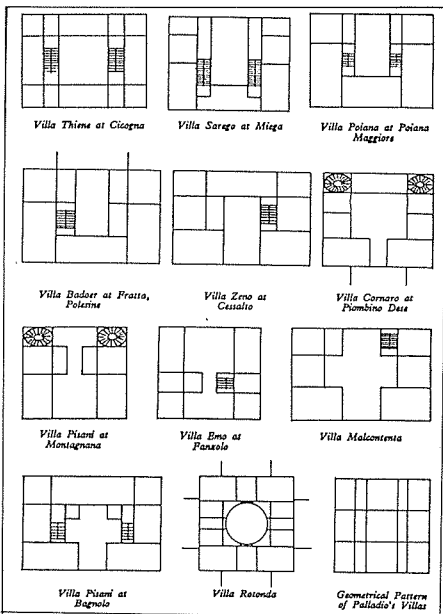 Villa Thiene at Cicogna
Villa Sarego at Miega
Villa Poiana at Poiana
Maggiore
Villa Badoer at Fratta,
Polesine
Villa Zeno at
Cessalto
Villa Cornaro at
Piombino Dese
Villa Pisani at
Montagnana
Villa Emo at
Fanzolo
Villa Malcontenta
Villa Pisani at
Bagnolo
Villa Rotonda
Geometrical Pattern
of Palladio's Villas